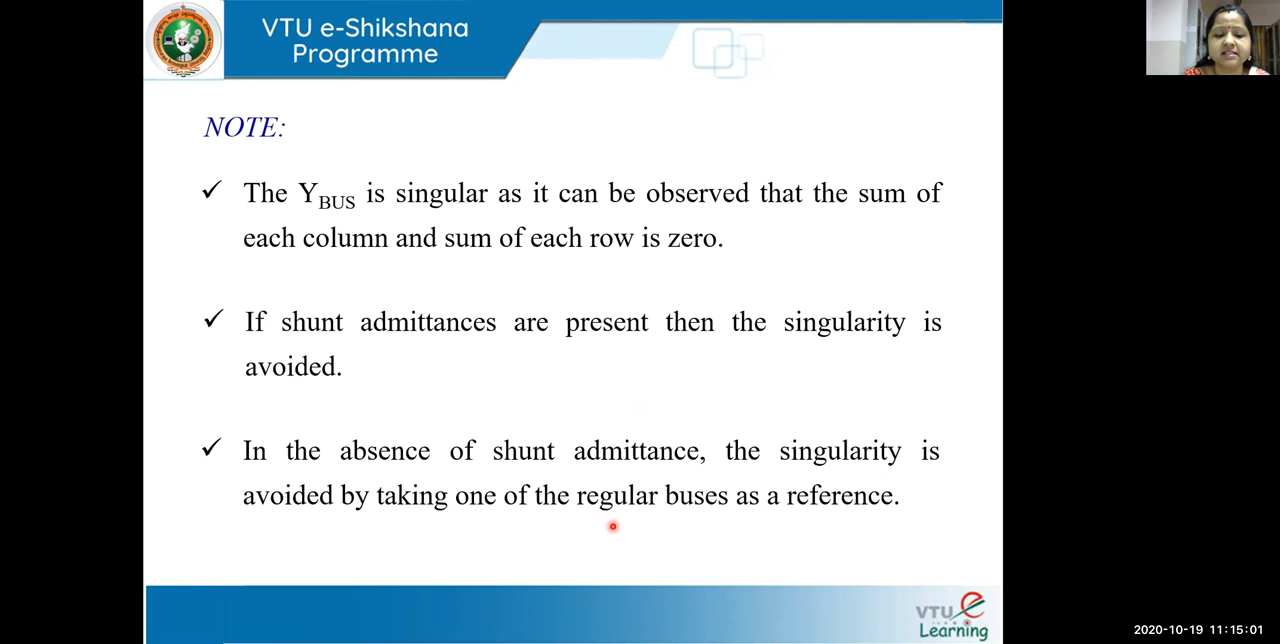 VTU e-Shikshana
Programme
NOTE:
✓ The YBUS is singular as it can be observed that the sum of
each column and sum of each row is zero.
✓ If shunt admittances are present then the singularity is
avoided.
✓ In the absence of shunt admittance, the singularity is
avoided by taking one of the regular buses as a reference.
VTU e
Learning
2020-10-19 11:15:01